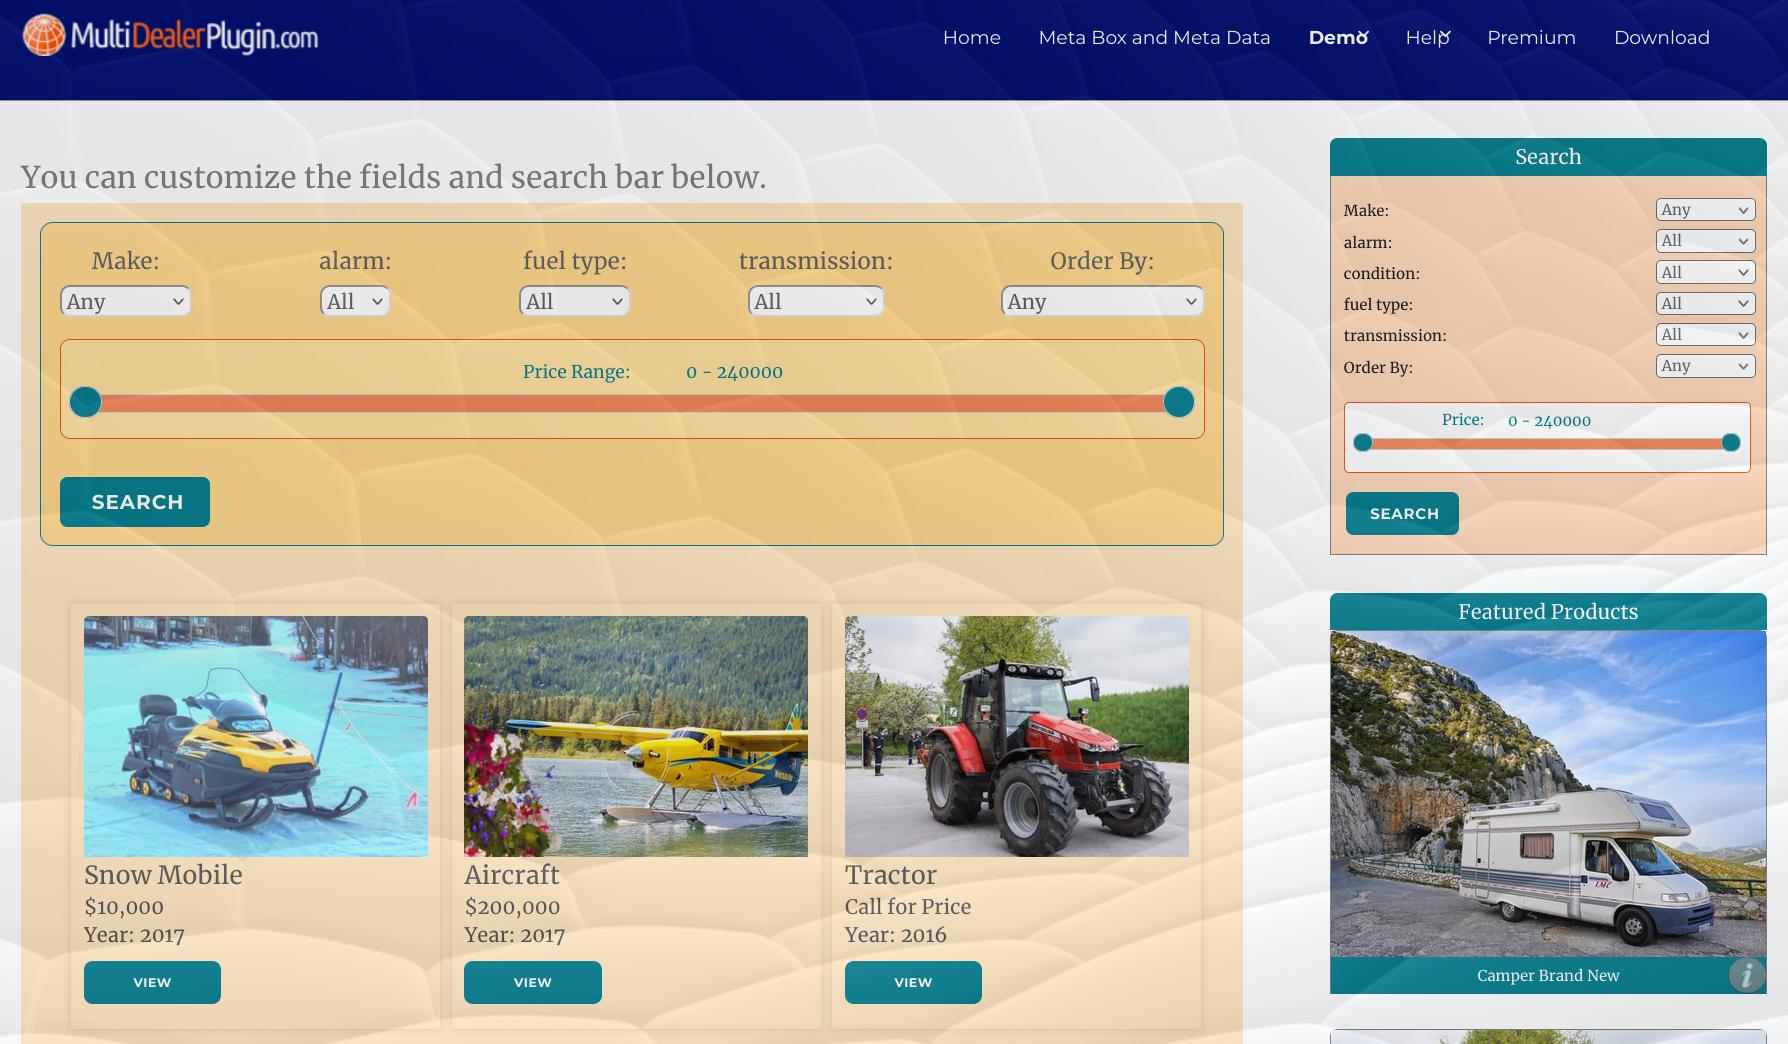 MultiDealerPlugin.com
Home Meta Box and Meta Data Demo Help Premium Download
You can customize the fields and search bar below.
Make: alarm: fuel type: transmission: Order By:
Any All All All Any
Price Range: 0 - 240000
SEARCH
Snow Mobile
$10,000
Year: 2017
VIEW
Aircraft
$200,000
Year: 2017
VIEW
Tractor
Call for Price
Year: 2016
VIEW
Search
Make: Any
alarm: All
condition: All
fuel type: All
transmission: All
Order By: Any
Price: 0 - 240000
SEARCH
Featured Products
LMC
Camper Brand New
i